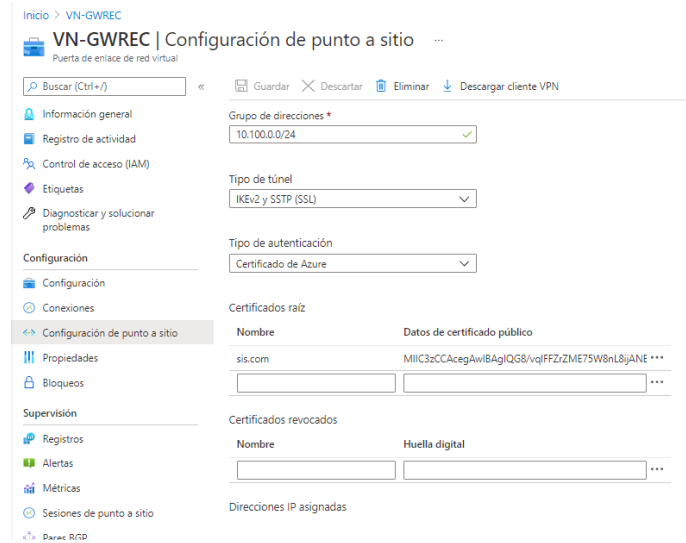 Inicio > VN-GWREC
VN-GWREC | Configuración de punto a sitio ...
Puerta de enlace de red virtual
Buscar (Ctrl+/) «
Guardar Descartar Eliminar Descargar cliente VPN
Información general
Registro de actividad
Control de acceso (IAM)
Etiquetas
Diagnosticar y solucionar
problemas
Configuración
Configuración
Conexiones
Configuración de punto a sitio
Propiedades
Bloqueos
Supervisión
Registros
Alertas
Métricas
Sesiones de punto a sitio
Pares BGP
Grupo de direcciones *
10.100.0.0/24
Tipo de túnel
IKEv2 y SSTP (SSL)
Tipo de autenticación
Certificado de Azure
Certificados raíz
Nombre Datos de certificado público
sis.com MIIC3zCCAcegAwIBAgIQG8/vqIFFZrZME75W8nL8ijANE ...
...
Certificados revocados
Nombre Huella digital
...
Direcciones IP asignadas